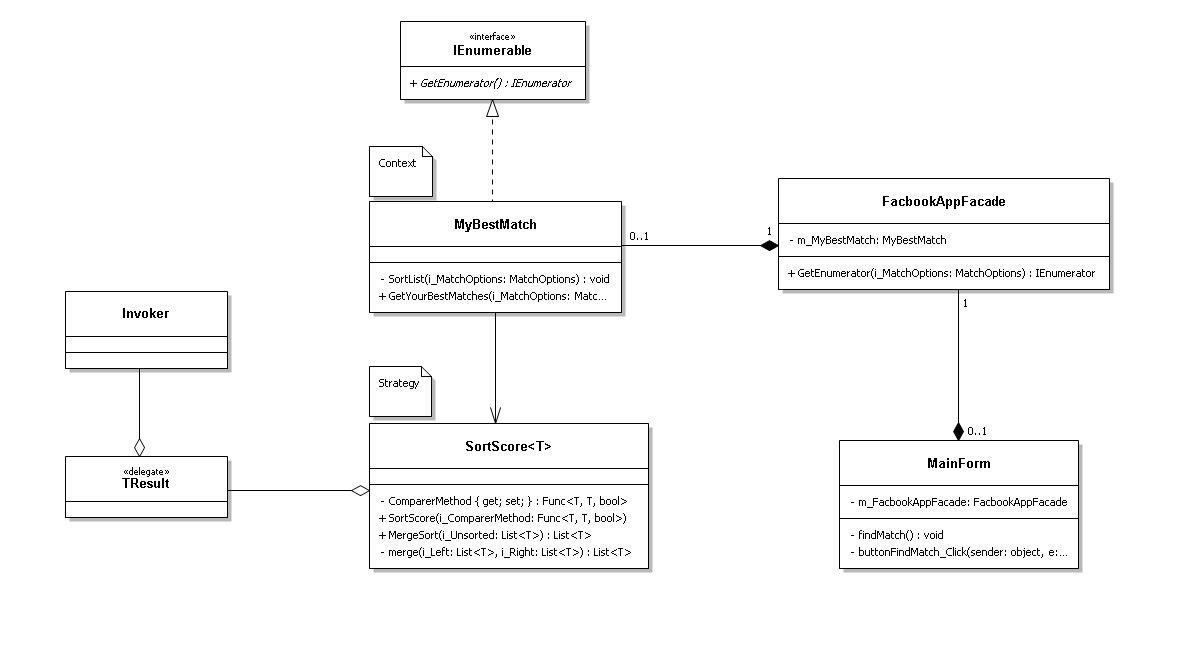 «interface»
IEnumerable
+ GetEnumerator() : IEnumerator
Context
MyBestMatch
- SortList(i_MatchOptions: MatchOptions) : void
+ GetYourBestMatches(i_MatchOptions: Matc...
0..1
1
FacbookAppFacade
- m_MyBestMatch: MyBestMatch
+ GetEnumerator(i_MatchOptions: MatchOptions) : IEnumerator
1
0..1
Invoker
Strategy
SortScore<T>
- ComparerMethod { get; set; } : Func<T, T, bool>
+ SortScore(i_ComparerMethod: Func<T, T, bool>)
+ MergeSort(i_Unsorted: List<T>) : List<T>
- merge(i_Left: List<T>, i_Right: List<T>) : List<T>
«delegate»
TResult
MainForm
- m_FacbookAppFacade: FacbookAppFacade
- findMatch() : void
- buttonFindMatch_Click(sender: object, e:...